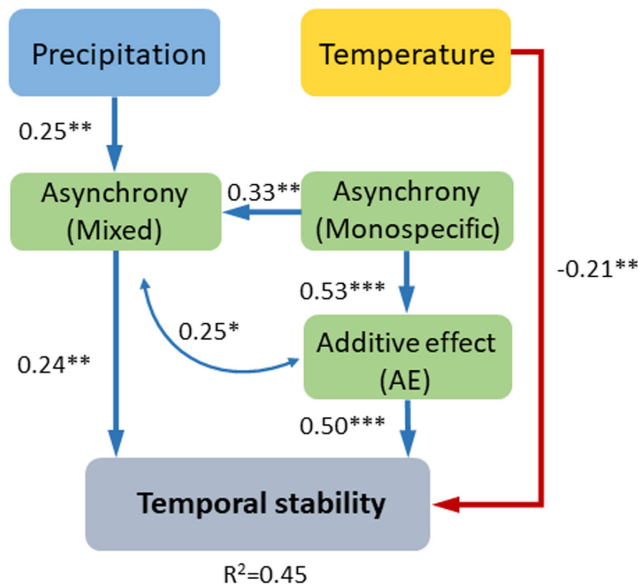 Precipitation
Temperature
0.25**
Asynchrony
(Mixed)
0.33**
Asynchrony
(Monospecific)
-0.21**
0.53***
0.25*
0.24**
Additive effect
(AE)
0.50***
Temporal stability
R²=0.45